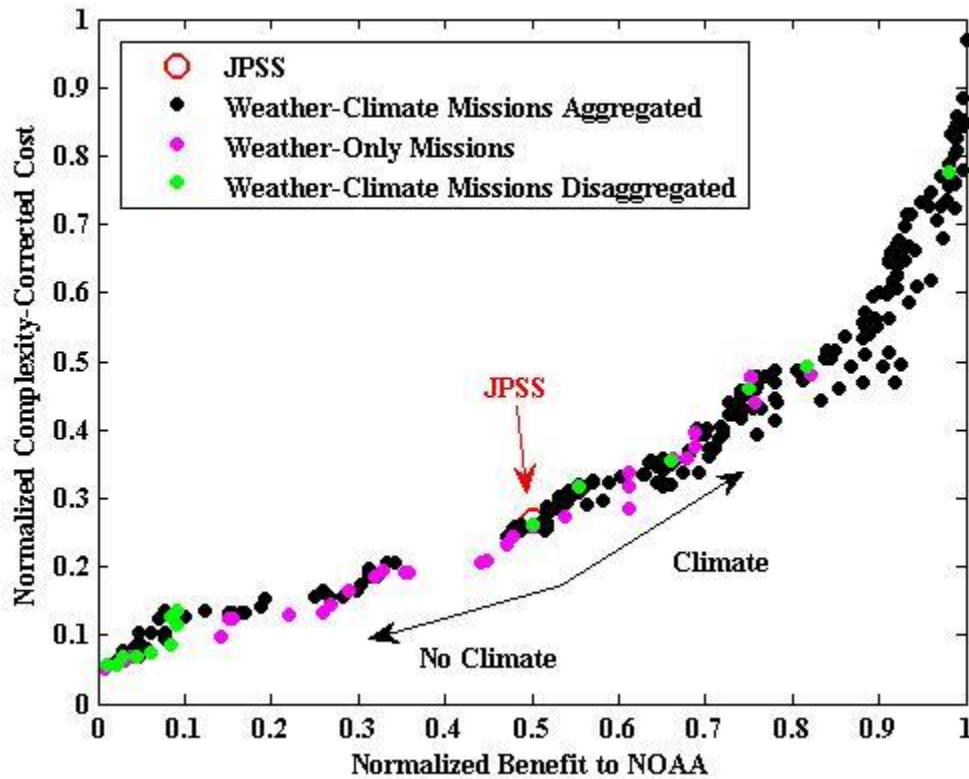 1
0.9
0.8
0.7
0.6
0.5
0.4
0.3
0.2
0.1
0
Normalized Complexity-Corrected Cost
JPSS
Weather-Climate Missions Aggregated
Weather-Only Missions
Weather-Climate Missions Disaggregated
JPSS
Climate
No Climate
0 0.1 0.2 0.3 0.4 0.5 0.6 0.7 0.8 0.9 1
Normalized Benefit to NOAA